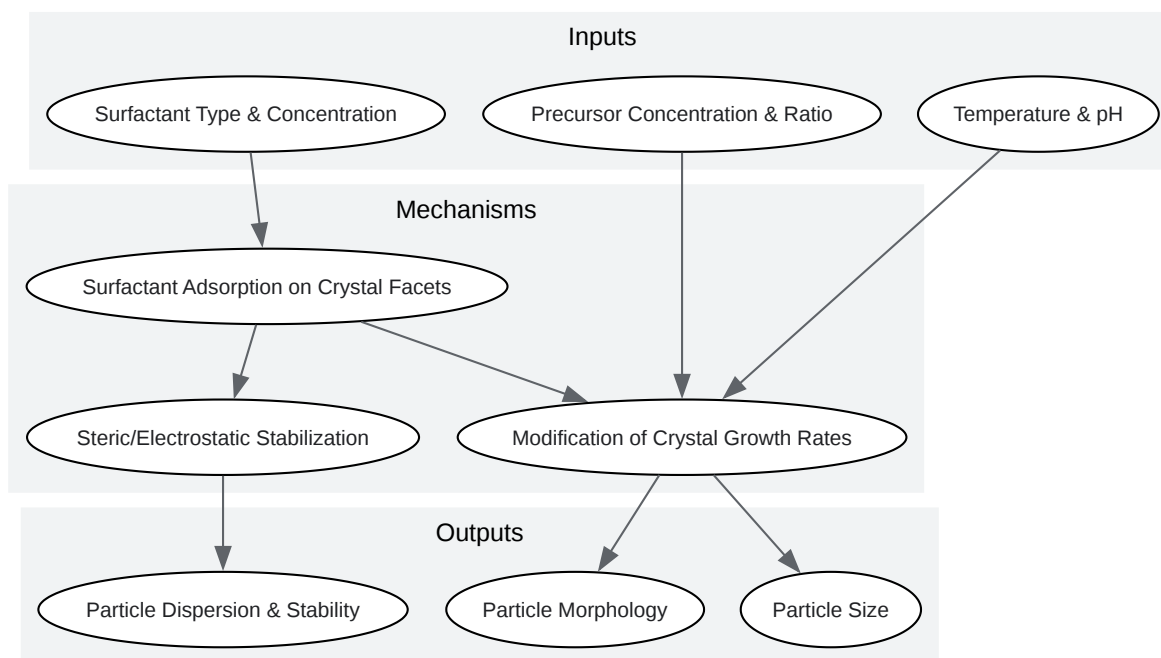 Inputs
Surfactant Type & Concentration
Precursor Concentration & Ratio
Temperature & pH
Mechanisms
Surfactant Adsorption on Crystal Facets
Steric/Electrostatic Stabilization
Modification of Crystal Growth Rates
Outputs
Particle Dispersion & Stability
Particle Morphology
Particle Size